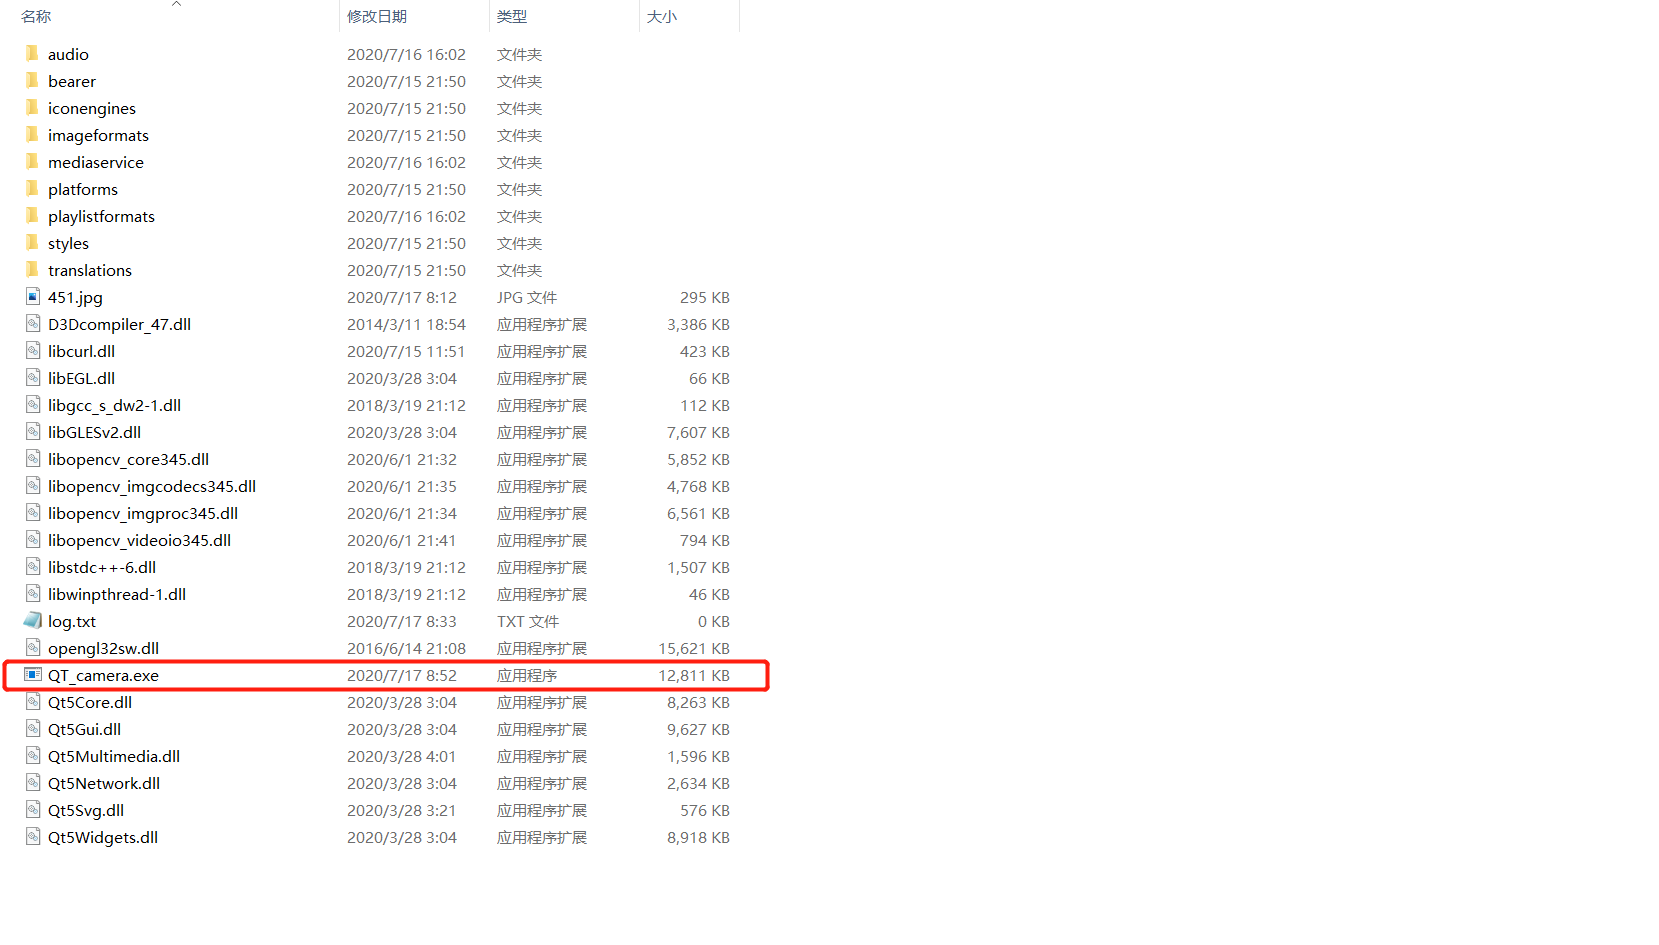 名称 修改日期 类型 大小
audio 2020/7/16 16:02 文件夹
bearer 2020/7/15 21:50 文件夹
iconengines 2020/7/15 21:50 文件夹
imageformats 2020/7/15 21:50 文件夹
mediaservice 2020/7/16 16:02 文件夹
platforms 2020/7/15 21:50 文件夹
playlistformats 2020/7/16 16:02 文件夹
styles 2020/7/15 21:50 文件夹
translations 2020/7/15 21:50 文件夹
451.jpg 2020/7/17 8:12 JPG 文件 295 KB
D3Dcompiler_47.dll 2014/3/11 18:54 应用程序扩展 3,386 KB
libcurl.dll 2020/7/15 11:51 应用程序扩展 423 KB
libEGL.dll 2020/3/28 3:04 应用程序扩展 66 KB
libgcc_s_dw2-1.dll 2018/3/19 21:12 应用程序扩展 112 KB
libGLESv2.dll 2020/3/28 3:04 应用程序扩展 7,607 KB
libopencv_core345.dll 2020/6/1 21:32 应用程序扩展 5,852 KB
libopencv_imgcodecs345.dll 2020/6/1 21:35 应用程序扩展 4,768 KB
libopencv_imgproc345.dll 2020/6/1 21:34 应用程序扩展 6,561 KB
libopencv_videoio345.dll 2020/6/1 21:41 应用程序扩展 794 KB
libstdc++-6.dll 2018/3/19 21:12 应用程序扩展 1,507 KB
libwinpthread-1.dll 2018/3/19 21:12 应用程序扩展 46 KB
log.txt 2020/7/17 8:33 TXT 文件 0 KB
opengl32sw.dll 2016/6/14 21:08 应用程序扩展 15,621 KB
QT_camera.exe 2020/7/17 8:52 应用程序 12,811 KB
Qt5Core.dll 2020/3/28 3:04 应用程序扩展 8,263 KB
Qt5Gui.dll 2020/3/28 3:04 应用程序扩展 9,627 KB
Qt5Multimedia.dll 2020/3/28 4:01 应用程序扩展 1,596 KB
Qt5Network.dll 2020/3/28 3:04 应用程序扩展 2,634 KB
Qt5Svg.dll 2020/3/28 3:21 应用程序扩展 576 KB
Qt5Widgets.dll 2020/3/28 3:04 应用程序扩展 8,918 KB